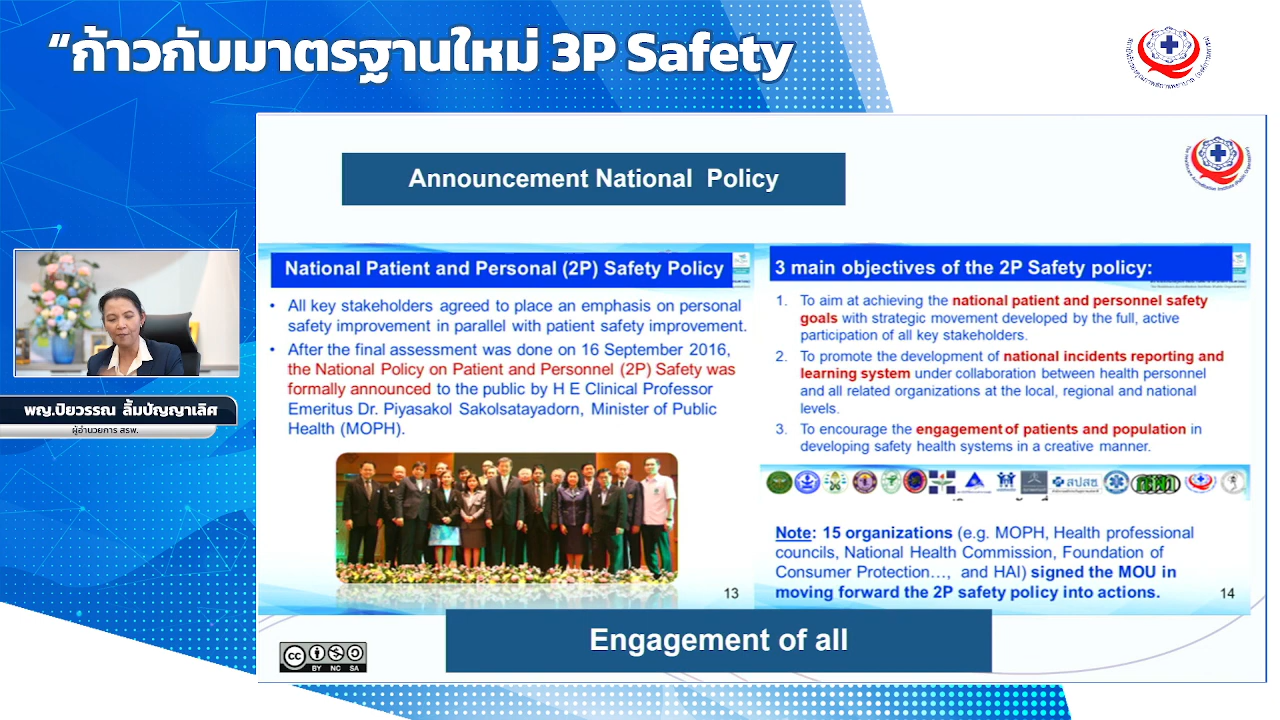 “ก้าวกับมาตรฐานใหม่ 3P Safety
Announcement National Policy
National Patient and Personal (2P) Safety Policy
• All key stakeholders agreed to place an emphasis on personal
safety improvement in parallel with patient safety improvement.
• After the final assessment was done on 16 September 2016,
the National Policy on Patient and Personnel (2P) Safety was
formally announced to the public by H E Clinical Professor
Emeritus Dr. Piyasakol Sakolsatayadorn, Minister of Public
Health (MOPH).
13
3 main objectives of the 2P Safety policy:
1. To aim at achieving the national patient and personnel safety
goals with strategic movement developed by the full, active
participation of all key stakeholders.
2. To promote the development of national incidents reporting and
learning system under collaboration between health personnel
and all related organizations at the local, regional and national
levels.
3. To encourage the engagement of patients and population in
developing safety health systems in a creative manner.
สปสช
Note: 15 organizations (e.g. MOPH, Health professional
councils, National Health Commission, Foundation of
Consumer Protection…, and HAI) signed the MOU in
moving forward the 2P safety policy into actions.
14
Engagement of all
cc
BY NC SA
พญ.ปิยวรรณ ลิ้มปัญญาเลิศ
ผู้อำนวยการ สรพ.